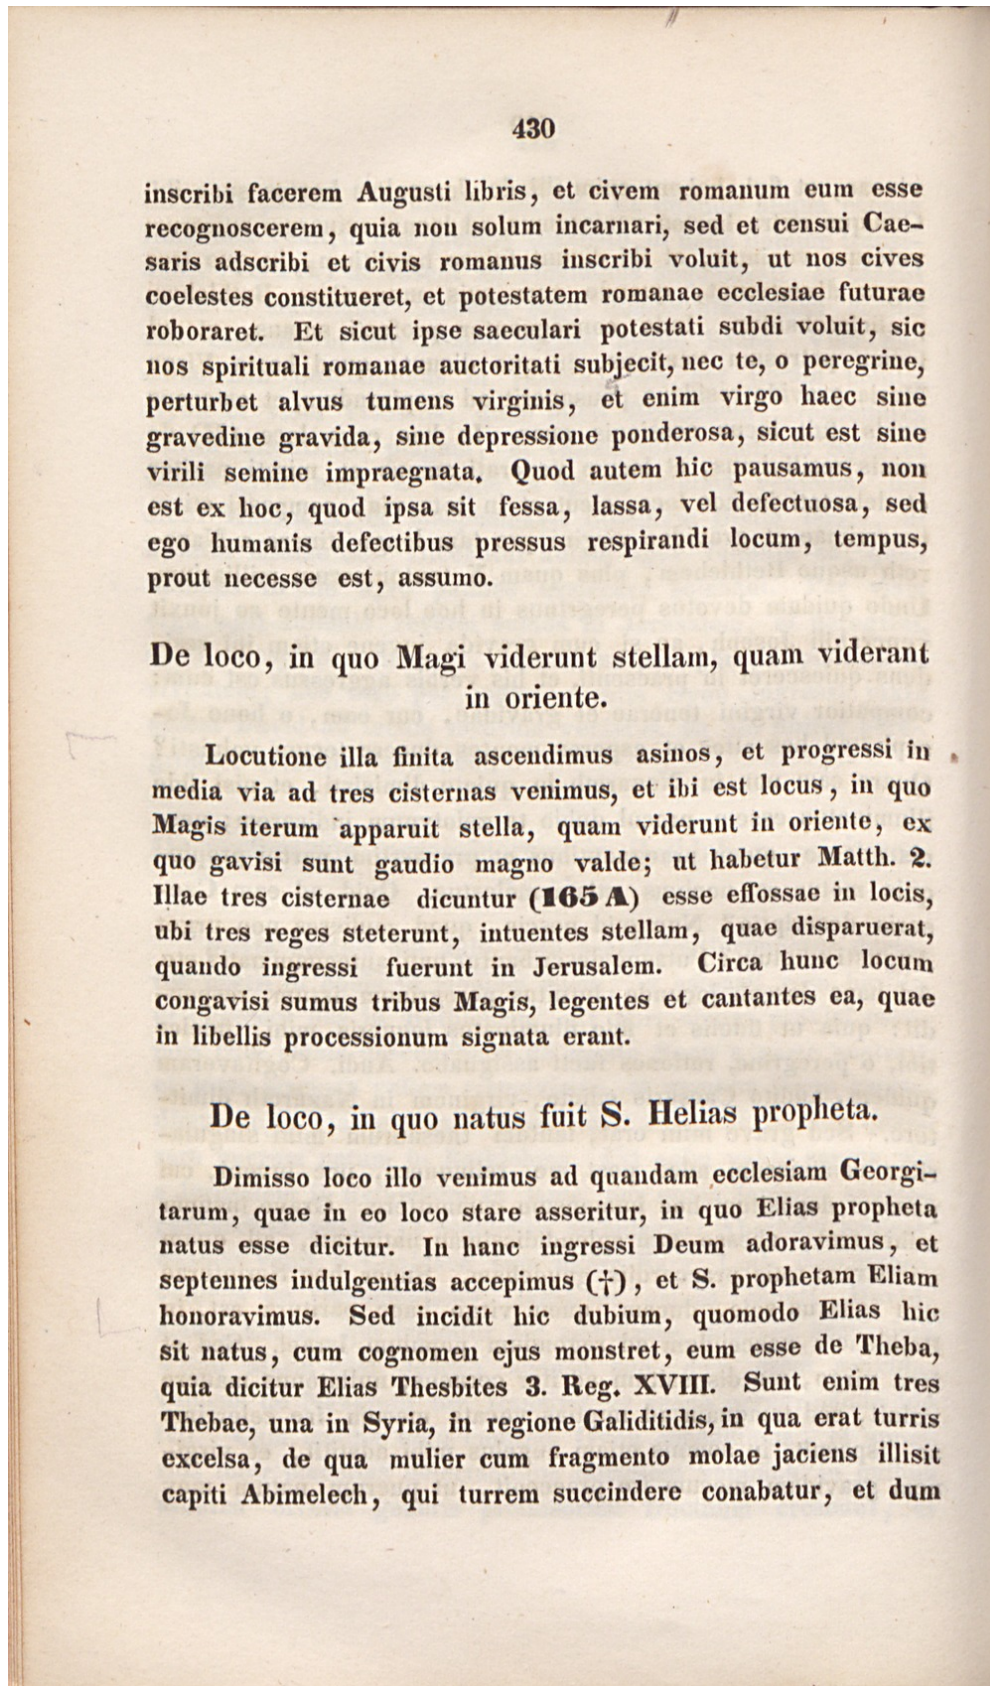 430
inscribi facerem Augusti libris, et civem romanum eum esse
recognoscerem, quia non solum incarnari, sed et censui Cae-
saris adscribi et civis romanus inscribi voluit, ut nos cives
coelestes constitueret, et potestatem romanae ecclesiae futurae
roboraret. Et sicut ipse saeculari potestati subdi voluit, sic
nos spirituali romanae auctoritati subjecit, nec te, o peregrine,
perturbet alvus tumens virginis, et enim virgo haec sine
gravedine gravida, sine depressione ponderosa, sicut est sine
virili semine impraegnata. Quod autem hic pausamus, non
est ex hoc, quod ipsa sit fessa, lassa, vel defectuosa, sed
ego humanis defectibus pressus respirandi locum, tempus,
prout necesse est, assumo.
De loco, in quo Magi viderunt stellam, quam viderant
in oriente.
Locutione illa finita ascendimus asinos, et progressi in
media via ad tres cisternas venimus, et ibi est locus, in quo
Magis iterum apparuit stella, quam viderunt in oriente, ex
quo gavisi sunt gaudio magno valde; ut habetur Matth. 2.
Illae tres cisternae dicuntur (165 A) esse effossae in locis,
ubi tres reges steterunt, intuentes stellam, quae disparuerat,
quando ingressi fuerunt in Jerusalem. Circa hunc locum
congavisi sumus tribus Magis, legentes et cantantes ea, quae
in libellis processionum signata erant.
De loco, in quo natus fuit S. Helias propheta.
Dimisso loco illo venimus ad quandam ecclesiam Georgi-
tarum, quae in eo loco stare asseritur, in quo Elias propheta
natus esse dicitur. In hanc ingressi Deum adoravimus, et
septennes indulgentias accepimus (†), et S. prophetam Eliam
honoravimus. Sed incidit hic dubium, quomodo Elias hic
sit natus, cum cognomen ejus monstret, eum esse de Theba,
quia dicitur Elias Thesbites 3. Reg. XVIII. Sunt enim tres
Thebae, una in Syria, in regione Galiditidis, in qua erat turris
excelsa, de qua mulier cum fragmento molae jaciens illisit
capiti Abimelech, qui turrem succindere conabatur, et dum